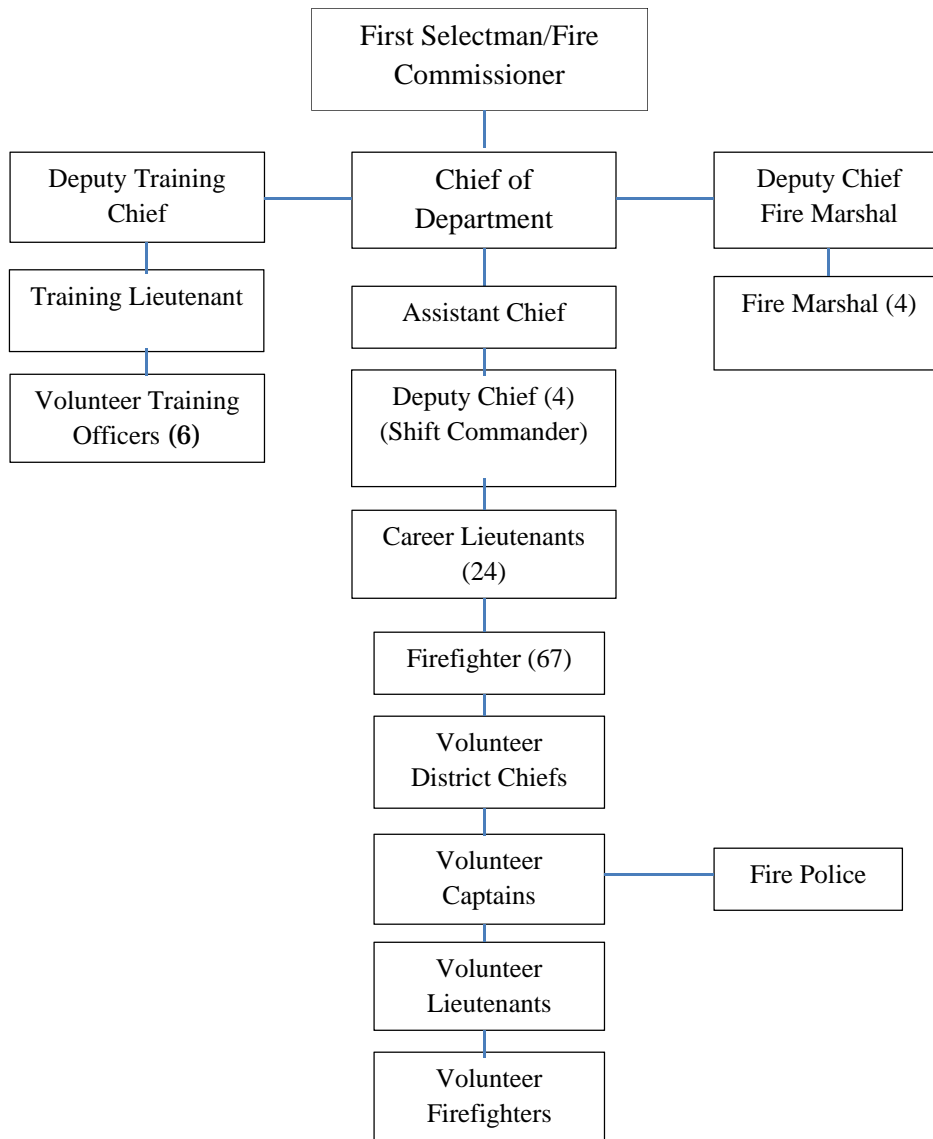 First Selectman/Fire
Commissioner
Deputy Training
Chief
Chief of
Department
Deputy Chief
Fire Marshal
Training Lieutenant
Assistant Chief
Fire Marshal (4)
Volunteer Training
Officers (6)
Deputy Chief (4)
(Shift Commander)
Career Lieutenants
(24)
Firefighter (67)
Volunteer
District Chiefs
Volunteer
Captains
Fire Police
Volunteer
Lieutenants
Volunteer
Firefighters